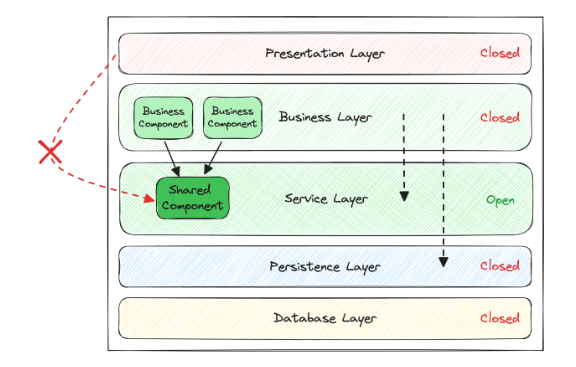 Presentation Layer
Closed
Business
Component
Business
Component
Business Layer
Closed
Shared
Component
Service Layer
Open
Persistence Layer
Closed
Database Layer
Closed